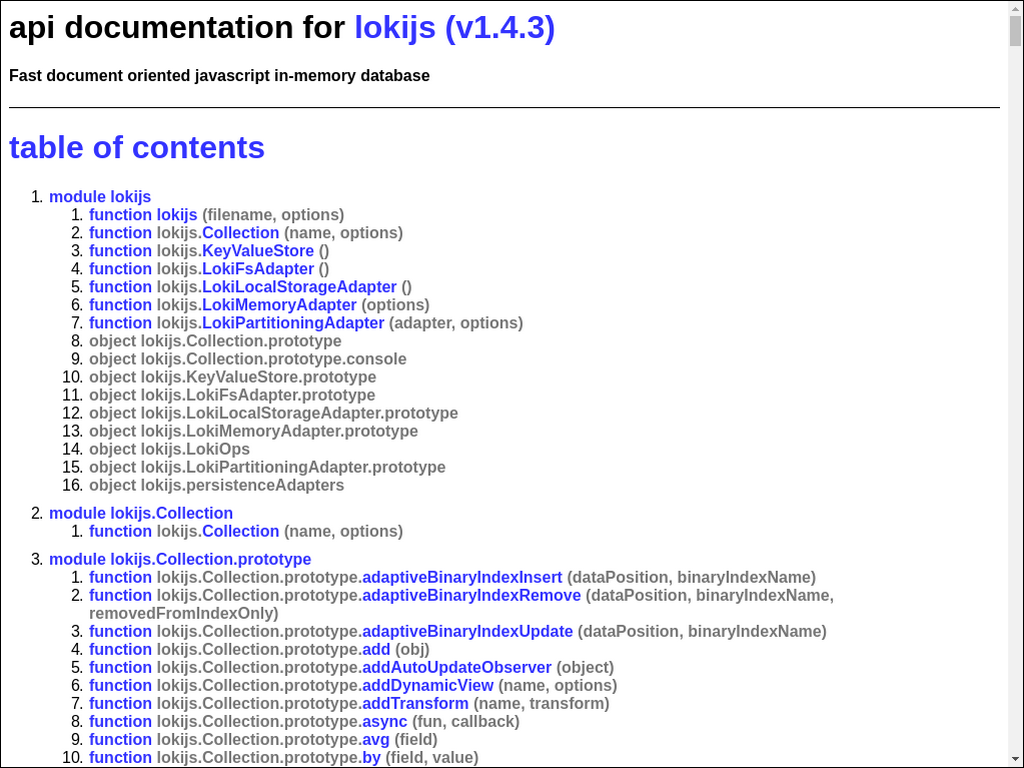 api documentation for lokijs (v1.4.3)
Fast document oriented javascript in-memory database
table of contents
1. module lokijs
1. function lokijs (filename, options)
2. function lokijs.Collection (name, options)
3. function lokijs.KeyValueStore ()
4. function lokijs.LokiFsAdapter ()
5. function lokijs.LokiLocalStorageAdapter ()
6. function lokijs.LokiMemoryAdapter (options)
7. function lokijs.LokiPartitioningAdapter (adapter, options)
8. object lokijs.Collection.prototype
9. object lokijs.Collection.prototype.console
10. object lokijs.KeyValueStore.prototype
11. object lokijs.LokiFsAdapter.prototype
12. object lokijs.LokiLocalStorageAdapter.prototype
13. object lokijs.LokiMemoryAdapter.prototype
14. object lokijs.LokiOps
15. object lokijs.LokiPartitioningAdapter.prototype
16. object lokijs.persistenceAdapters
2. module lokijs.Collection
1. function lokijs.Collection (name, options)
3. module lokijs.Collection.prototype
1. function lokijs.Collection.prototype.adaptiveBinaryIndexInsert (dataPosition, binaryIndexName)
2. function lokijs.Collection.prototype.adaptiveBinaryIndexRemove (dataPosition, binaryIndexName,
removedFromIndexOnly)
3. function lokijs.Collection.prototype.adaptiveBinaryIndexUpdate (dataPosition, binaryIndexName)
4. function lokijs.Collection.prototype.add (obj)
5. function lokijs.Collection.prototype.addAutoUpdateObserver (object)
6. function lokijs.Collection.prototype.addDynamicView (name, options)
7. function lokijs.Collection.prototype.addTransform (name, transform)
8. function lokijs.Collection.prototype.async (fun, callback)
9. function lokijs.Collection.prototype.avg (field)
10. function lokijs.Collection.prototype.by (field, value)